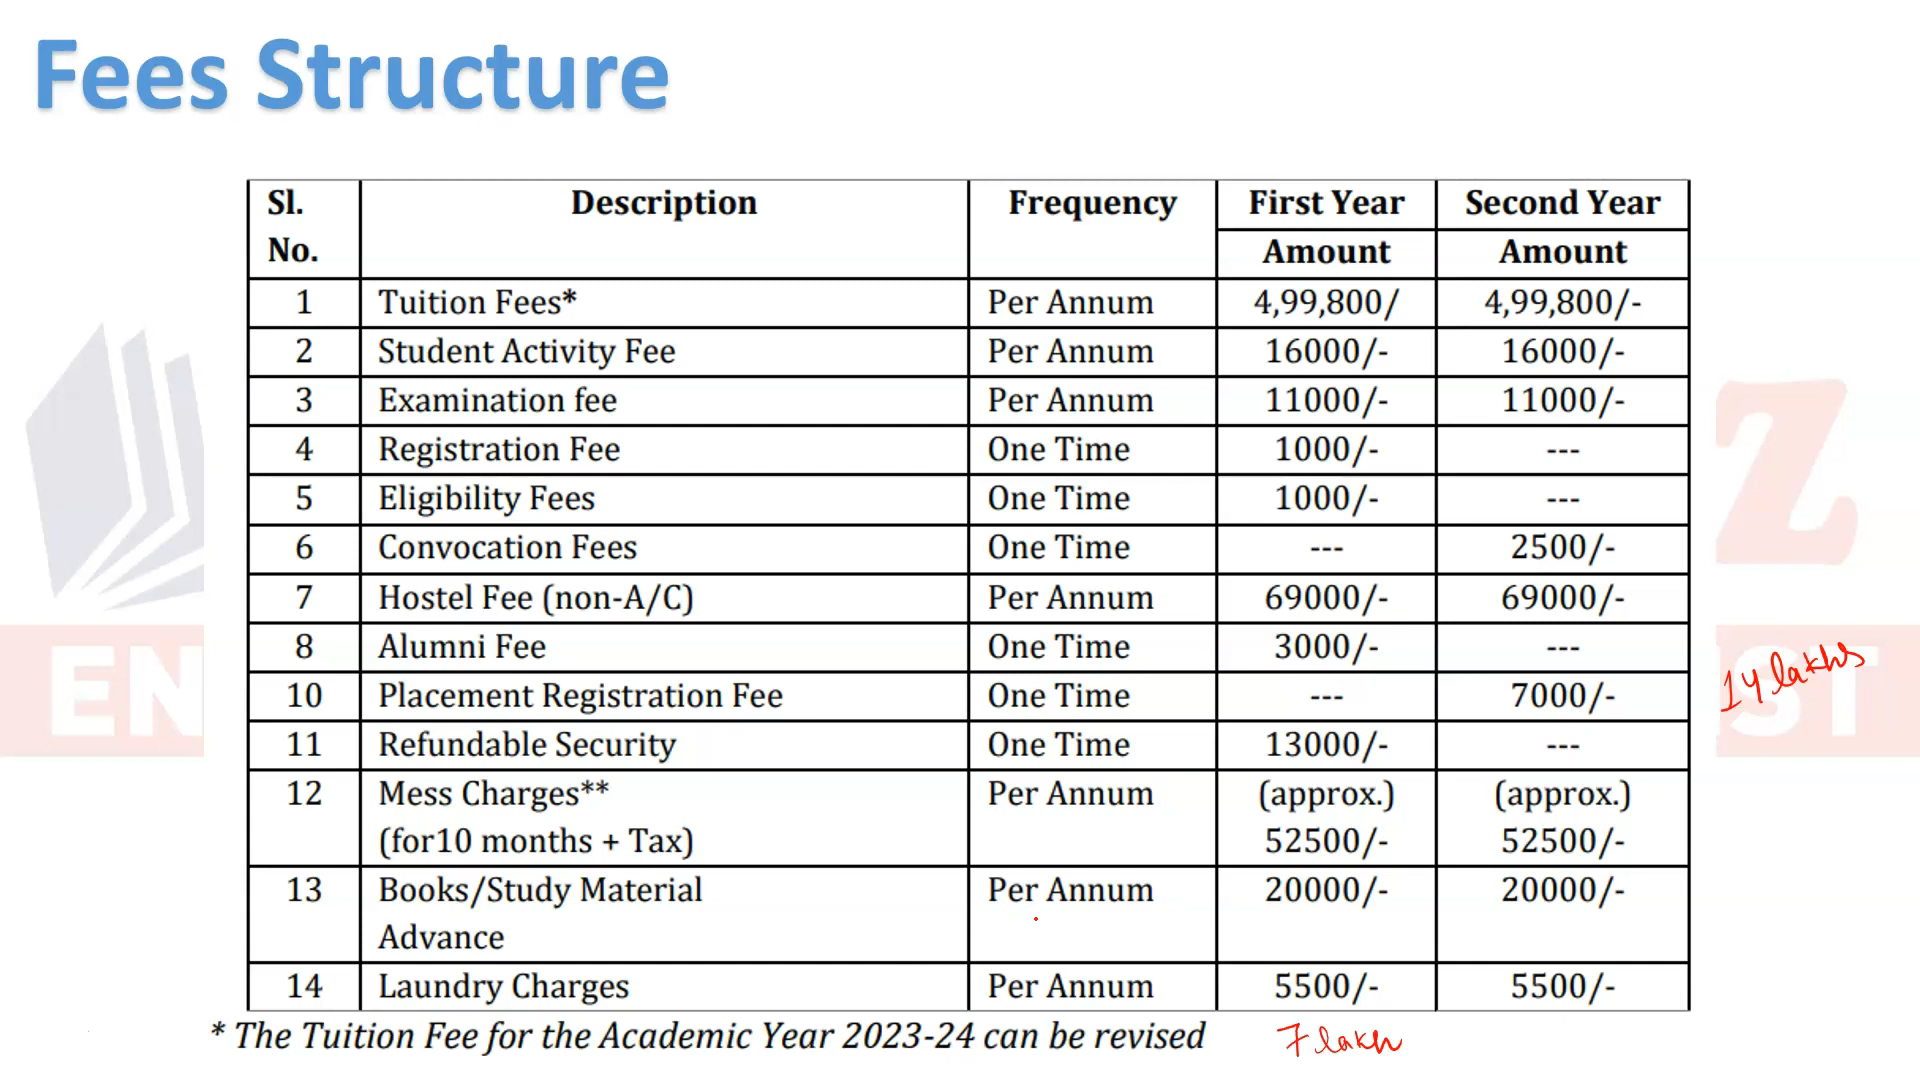 Fees Structure
Sl. No. Description Frequency First Year Second Year
Amount Amount
1 Tuition Fees* Per Annum 4,99,800/ 4,99,800/-
2 Student Activity Fee Per Annum 16000/- 16000/-
3 Examination fee Per Annum 11000/- 11000/-
4 Registration Fee One Time 1000/- ---
5 Eligibility Fees One Time 1000/- ---
6 Convocation Fees One Time --- 2500/-
7 Hostel Fee (non-A/C) Per Annum 69000/- 69000/-
8 Alumni Fee One Time 3000/- ---
10 Placement Registration Fee One Time --- 7000/-
11 Refundable Security One Time 13000/- ---
12 Mess Charges** Per Annum (approx.) (approx.)
(for10 months + Tax) 52500/- 52500/-
13 Books/Study Material Per Annum 20000/- 20000/-
Advance
14 Laundry Charges Per Annum 5500/- 5500/-
* The Tuition Fee for the Academic Year 2023-24 can be revised
7 lakh
14 lakhs
EN
Z
ST